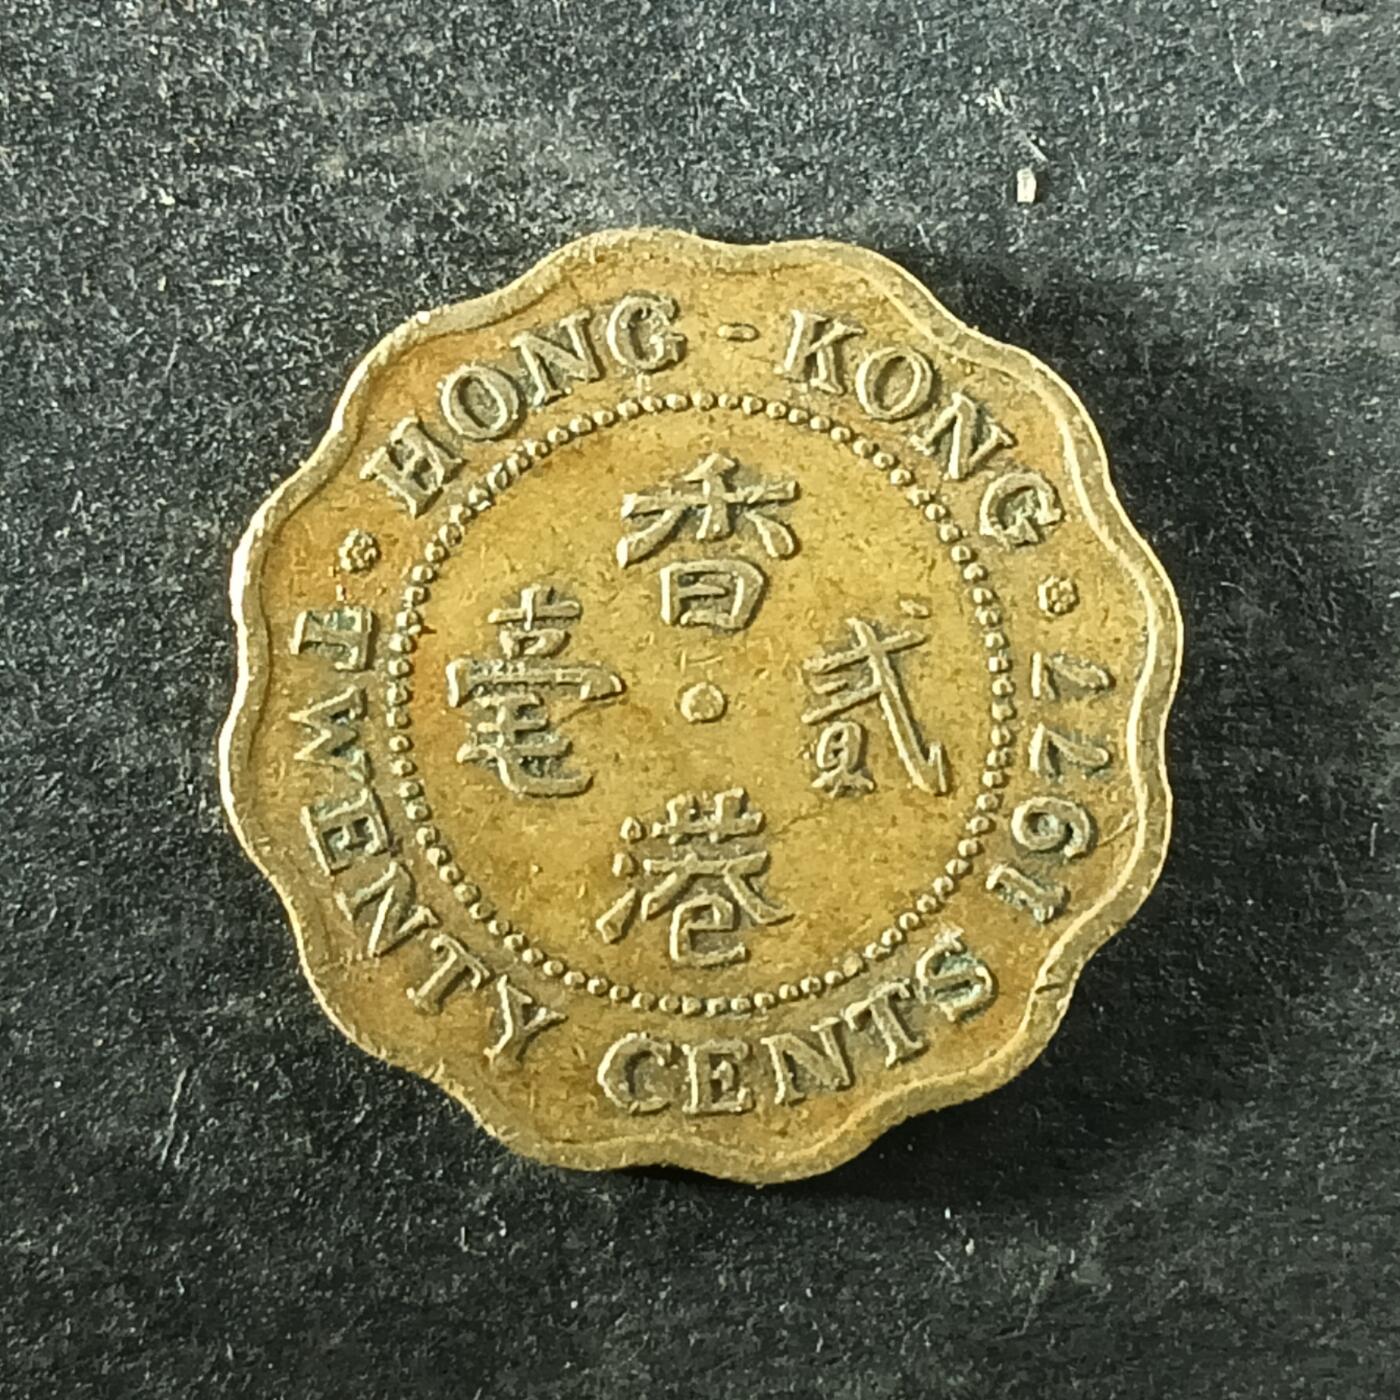 HONG-KONG
TWENTY CENTS
1977
香港
貳毫